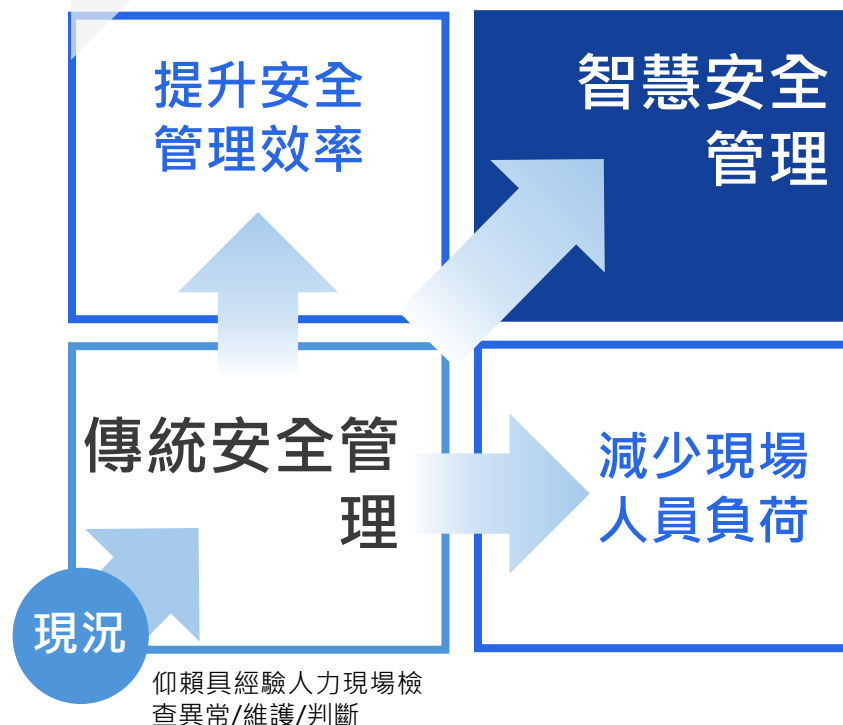 提升安全
管理效率
智慧安全
管理
傳統安全管
理
減少現場
人員負荷
現況
仰賴具經驗人力現場檢
查異常/維護/判斷